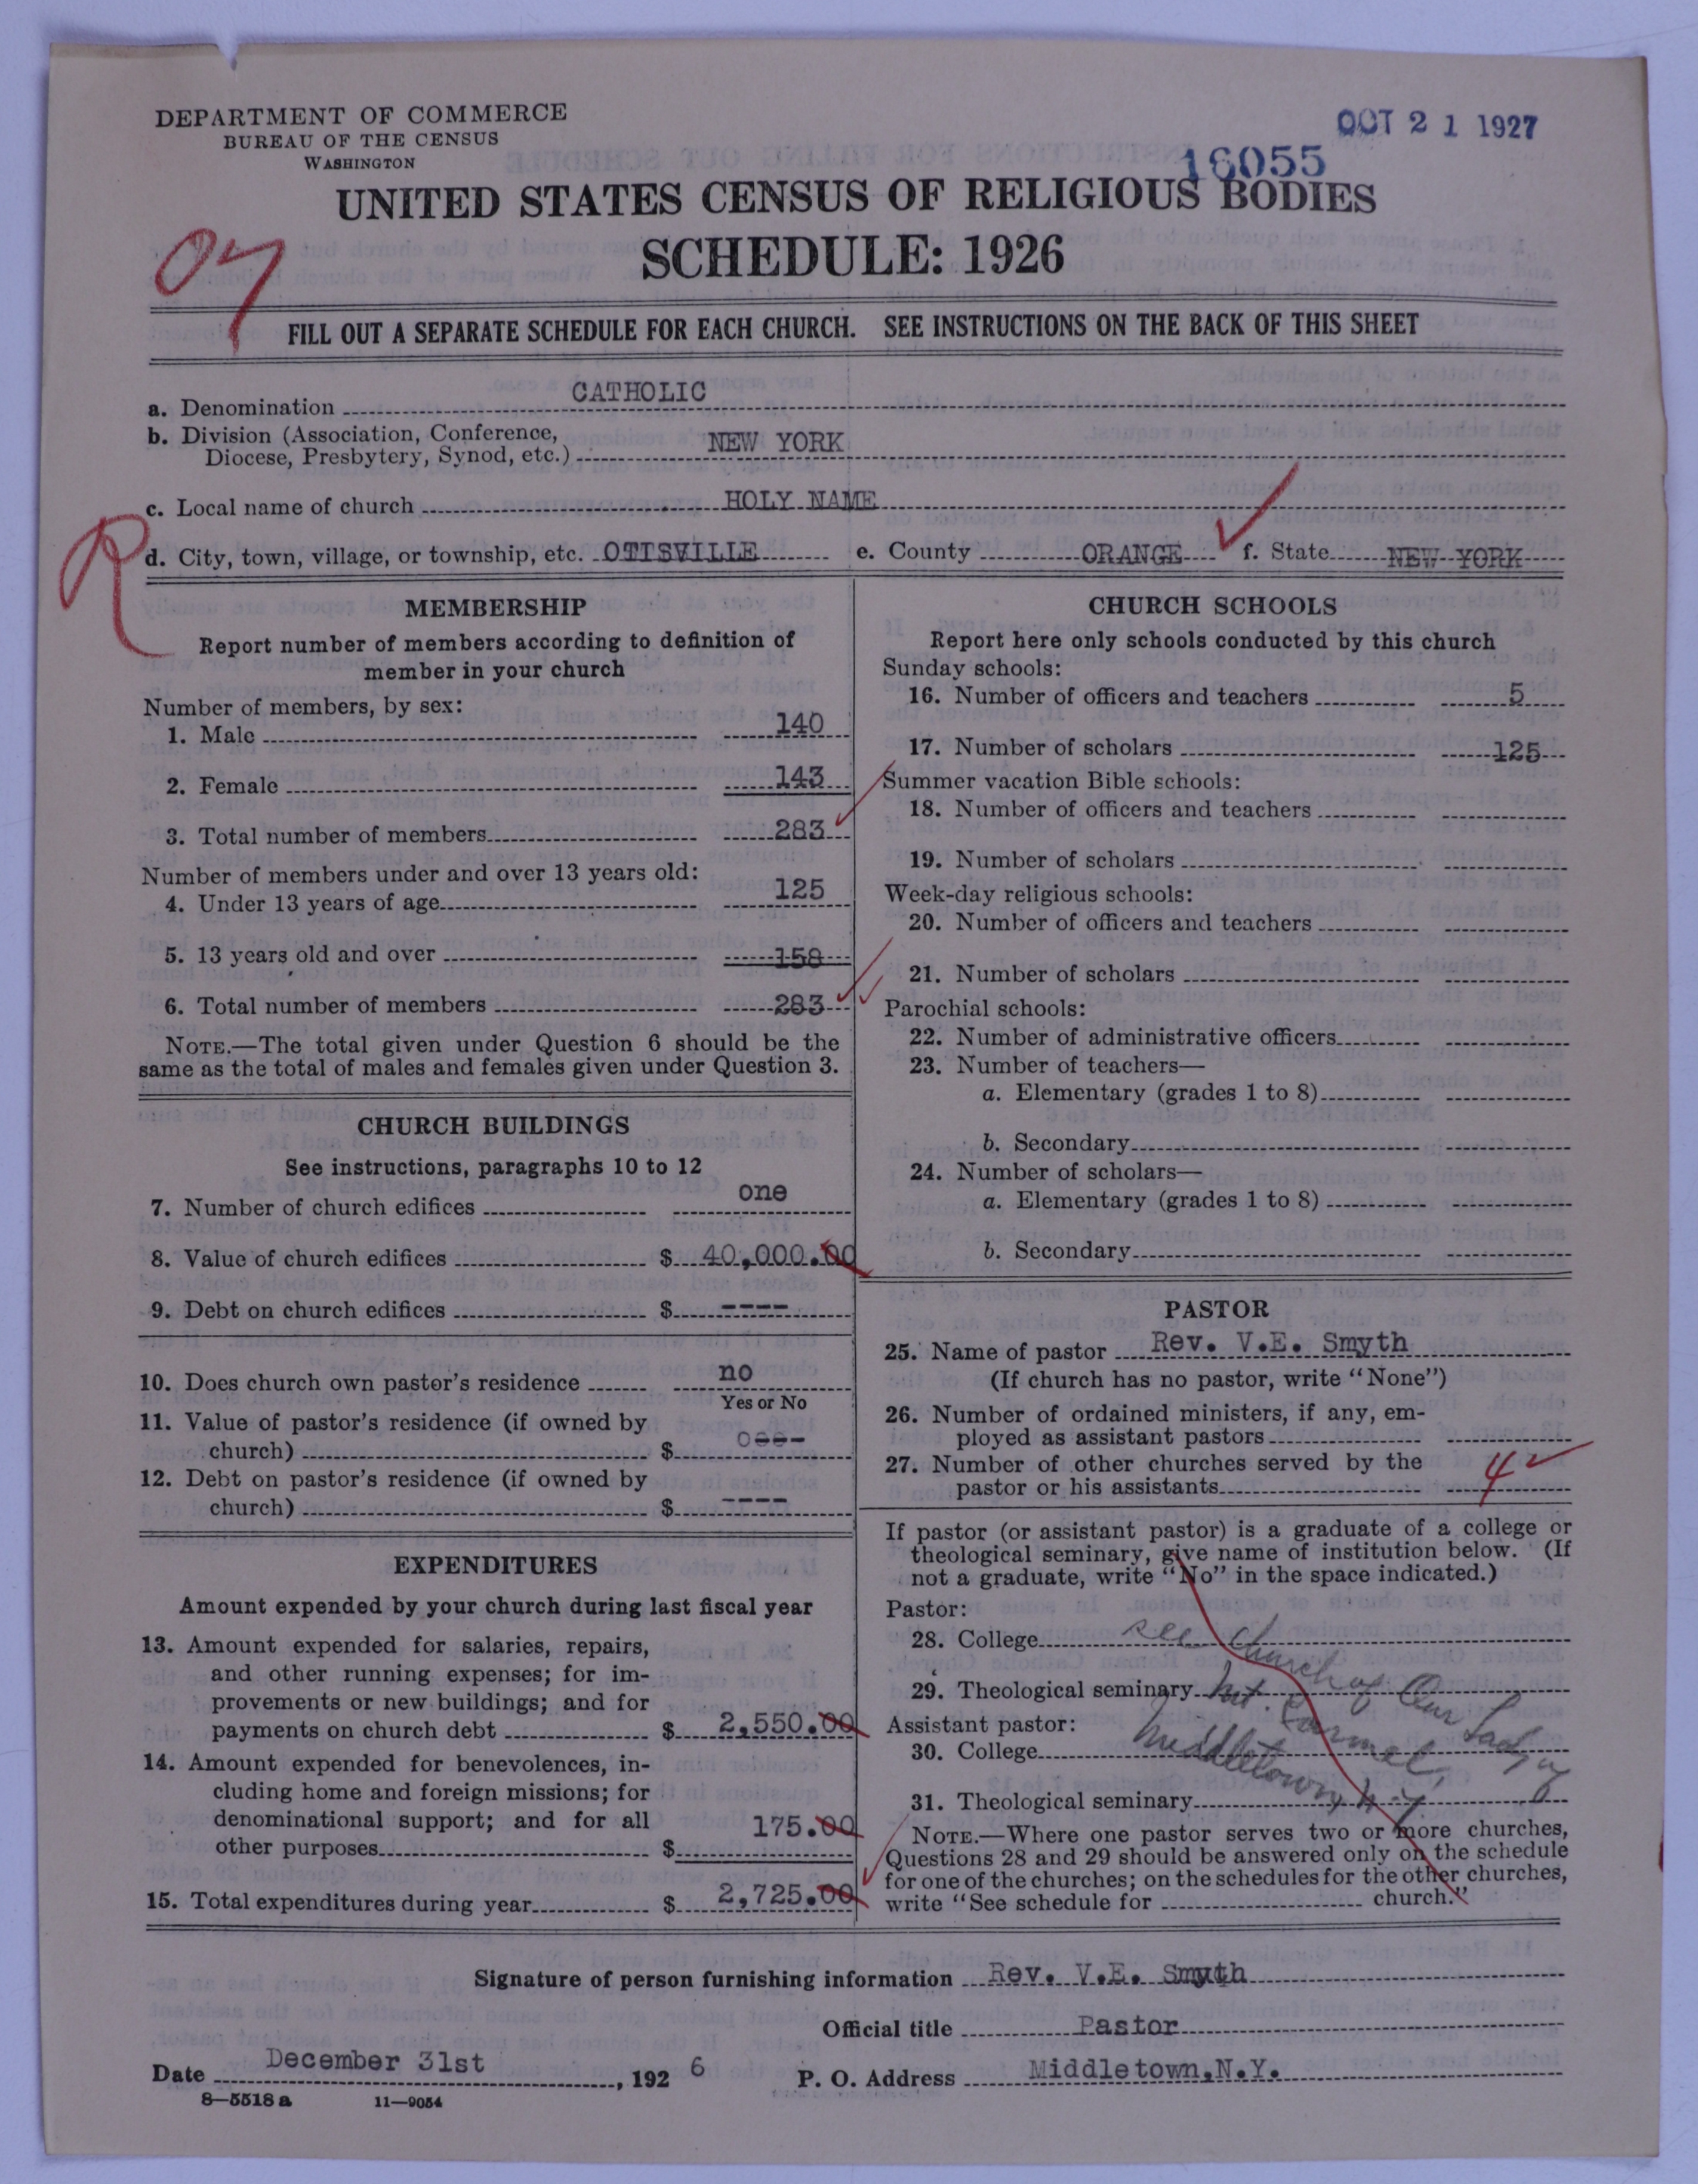 DEPARTMENT OF COMMERCE
BUREAU OF THE CENSUS
WASHINGTON
OCT 21 1927
16055
UNITED STATES CENSUS OF RELIGIOUS BODIES
SCHEDULE: 1926
FILL OUT A SEPARATE SCHEDULE FOR EACH CHURCH. SEE INSTRUCTIONS ON THE BACK OF THIS SHEET
a. Denomination CATHOLIC
b. Division (Association, Conference,
Diocese, Presbytery, Synod, etc.) NEW YORK
c. Local name of church HOLY NAME
R
d. City, town, village, or township, etc. OTISVILLE e. County ORANGE f. State NEW YORK
MEMBERSHIP
Report number of members according to definition of
member in your church
Number of members, by sex:
1. Male 140
2. Female 143
3. Total number of members 283
Number of members under and over 13 years old:
4. Under 13 years of age 125
5. 13 years old and over 158
6. Total number of members 283
NOTE.—The total given under Question 6 should be the
same as the total of males and females given under Question 3.
CHURCH BUILDINGS
See instructions, paragraphs 10 to 12
7. Number of church edifices one
8. Value of church edifices $ 40,000.00
9. Debt on church edifices $ ----
10. Does church own pastor's residence no
Yes or No
11. Value of pastor's residence (if owned by
church) $ ----
12. Debt on pastor's residence (if owned by
church) $ ----
EXPENDITURES
Amount expended by your church during last fiscal year
13. Amount expended for salaries, repairs,
and other running expenses; for im-
provements or new buildings; and for
payments on church debt $ 2,550.00
14. Amount expended for benevolences, in-
cluding home and foreign missions; for
denominational support; and for all
other purposes $ 175.00
15. Total expenditures during year $ 2,725.00
CHURCH SCHOOLS
Report here only schools conducted by this church
Sunday schools:
16. Number of officers and teachers 5
17. Number of scholars 125
Summer vacation Bible schools:
18. Number of officers and teachers
19. Number of scholars
Week-day religious schools:
20. Number of officers and teachers
21. Number of scholars
Parochial schools:
22. Number of administrative officers
23. Number of teachers—
a. Elementary (grades 1 to 8)
b. Secondary
24. Number of scholars—
a. Elementary (grades 1 to 8)
b. Secondary
PASTOR
25. Name of pastor Rev. V.E. Smyth
(If church has no pastor, write "None")
26. Number of ordained ministers, if any, em-
ployed as assistant pastors
27. Number of other churches served by the
pastor or his assistants 4
If pastor (or assistant pastor) is a graduate of a college or
theological seminary, give name of institution below. (If
not a graduate, write "No" in the space indicated.)
Pastor:
28. College see Church of Our Lady of
29. Theological seminary Mt. Carmel,
Assistant pastor:
30. College Middletown, N-Y
31. Theological seminary
NOTE.—Where one pastor serves two or more churches,
Questions 28 and 29 should be answered only on the schedule
for one of the churches; on the schedules for the other churches,
write "See schedule for church."
Signature of person furnishing information Rev. V.E. Smyth
Official title Pastor
Date December 31st, 192 6 P. O. Address Middletown,N.Y.
8—5518 a 11—9054